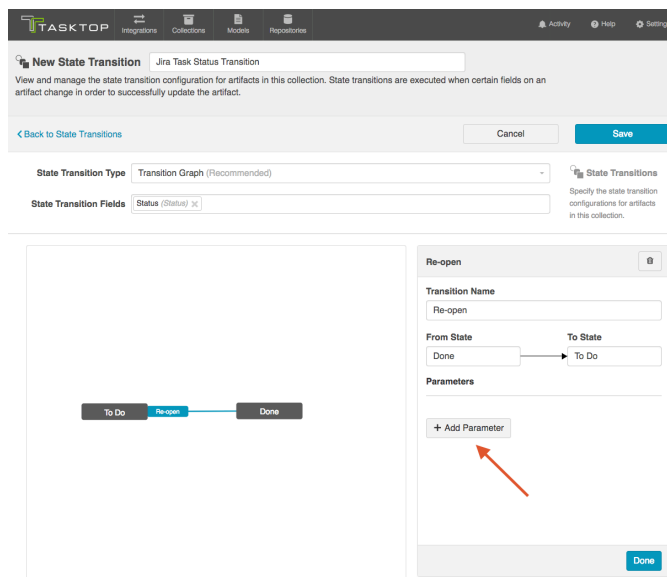 TASKTOP
Integrations
Collections
Models
Repositories
Activity
Help
New State Transition
Jira Task Status Transition
View and manage the state transition configuration for artifacts in this collection. State transitions are executed when certain fields on an
artifact change in order to successfully update the artifact.
Back to State Transitions
Cancel
Save
State Transition Type
Transition Graph (Recommended)
State Transition Fields
Status (Status)
State Transitions
Specify the state transition
configurations for artifacts
in this collection.
Re-open
Transition Name
Re-open
From State
To State
Done
To Do
Parameters
+ Add Parameter
To Do
Re-open
Done
Done